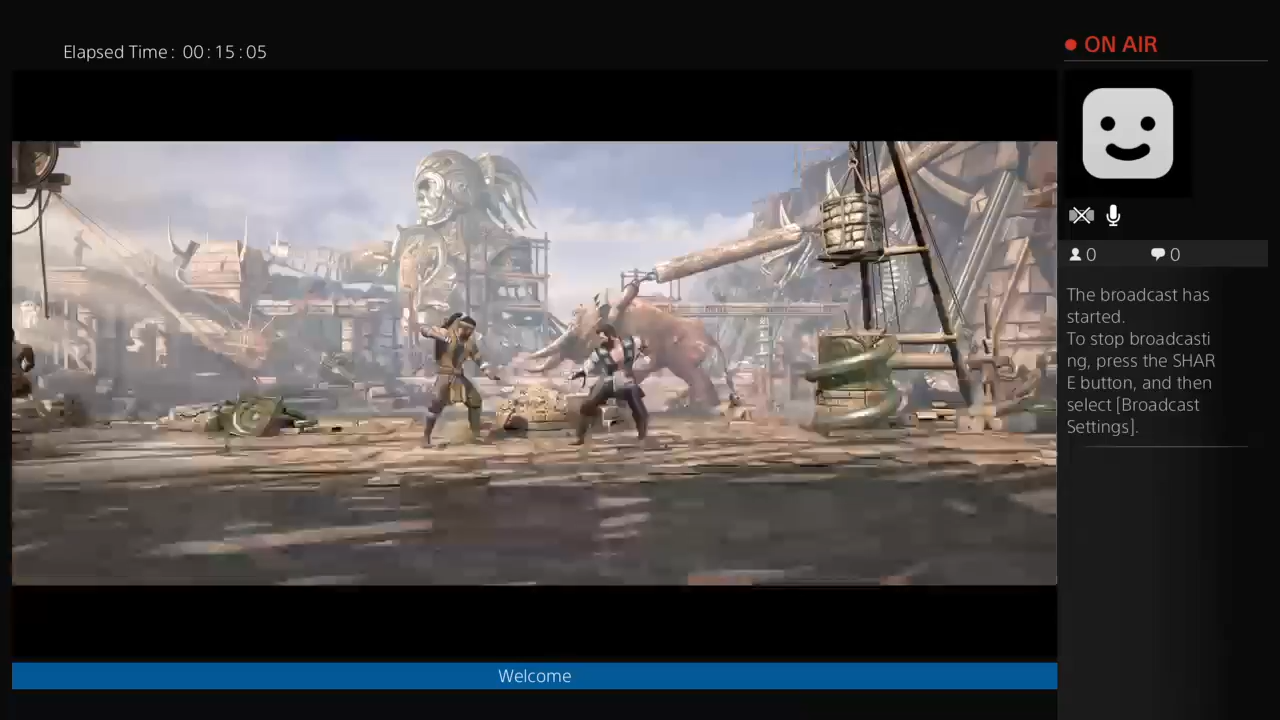 Elapsed Time: 00:15:05
ON AIR
0 0
The broadcast has
started.
To stop broadcasti
ng, press the SHAR
E button, and then
select [Broadcast
Settings].
Welcome